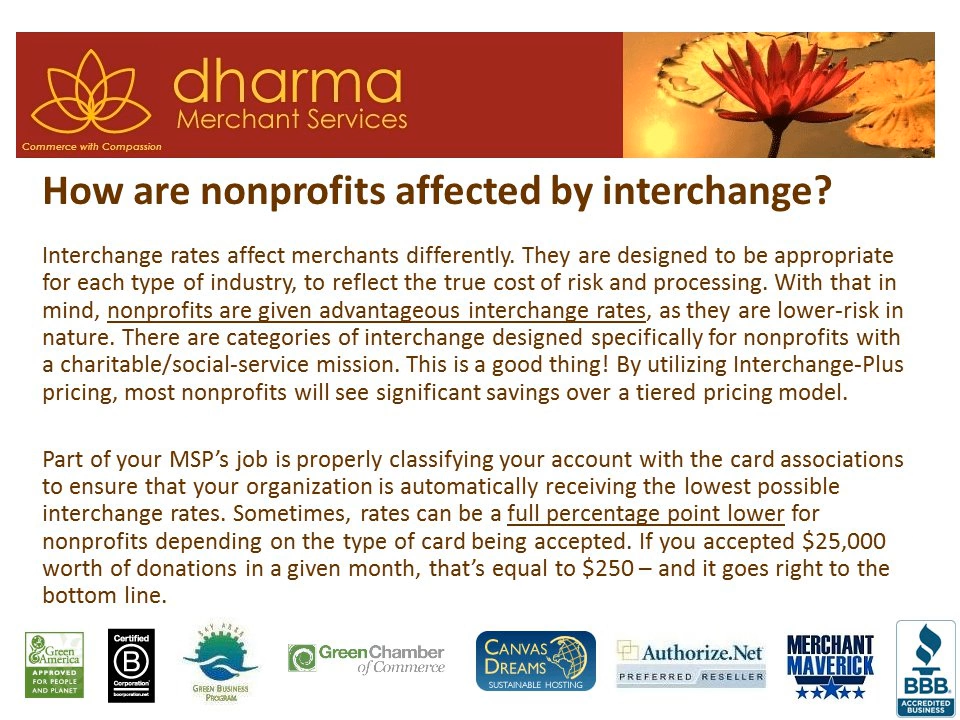 dharma
Merchant Services
Commerce with Compassion
How are nonprofits affected by interchange?
Interchange rates affect merchants differently. They are designed to be appropriate
for each type of industry, to reflect the true cost of risk and processing. With that in
mind, nonprofits are given advantageous interchange rates, as they are lower-risk in
nature. There are categories of interchange designed specifically for nonprofits with
a charitable/social-service mission. This is a good thing! By utilizing Interchange-Plus
pricing, most nonprofits will see significant savings over a tiered pricing model.
Part of your MSP’s job is properly classifying your account with the card associations
to ensure that your organization is automatically receiving the lowest possible
interchange rates. Sometimes, rates can be a full percentage point lower for
nonprofits depending on the type of card being accepted. If you accepted $25,000
worth of donations in a given month, that’s equal to $250 – and it goes right to the
bottom line.
Green
America
APPROVED
FOR PEOPLE
AND PLANET
Certified
B
Corporation
bcorporation.net
BAY AREA
GREEN BUSINESS
PROGRAM
GreenChamber
of Commerce
CANVAS
DREAMS
SUSTAINABLE HOSTING
Authorize.Net
PREFERRED RESELLER
MERCHANT
MAVERICK
BBB
ACCREDITED
BUSINESS